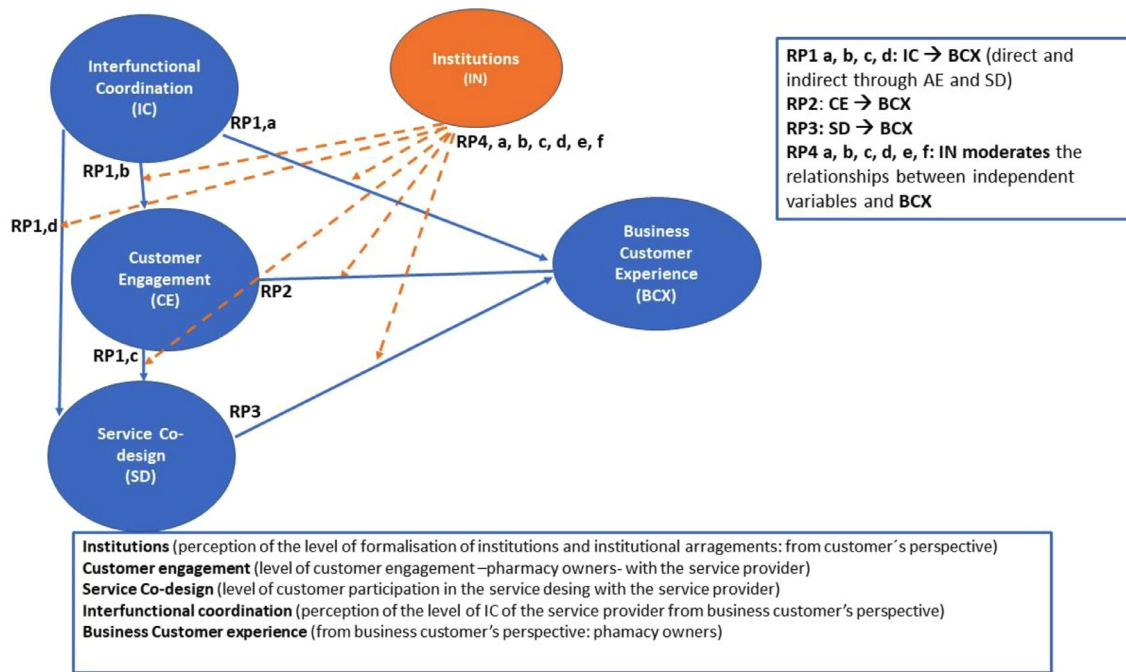 Interfunctional
Coordination
(IC)
Institutions
(IN)
RP1,a
RP4, a, b, c, d, e, f
RP1,b
RP1,d
Customer
Engagement
(CE)
RP2
Business
Customer
Experience
(BCX)
RP1,c
RP3
Service Co-
design
(SD)
RP1 a, b, c, d: IC → BCX (direct and
indirect through AE and SD)
RP2: CE → BCX
RP3: SD → BCX
RP4 a, b, c, d, e, f: IN moderates the
relationships between independent
variables and BCX
Institutions (perception of the level of formalisation of institutions and institutional arragements: from customer´s perspective)
Customer engagement (level of customer engagement –pharmacy owners- with the service provider)
Service Co-design (level of customer participation in the service desing with the service provider)
Interfunctional coordination (perception of the level of IC of the service provider from business customer’s perspective)
Business Customer experience (from business customer’s perspective: phamacy owners)